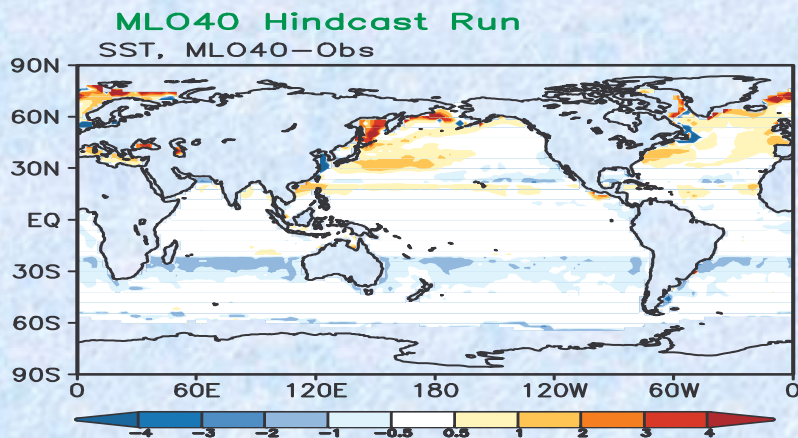 MLO40 Hindcast Run
SST, MLO40-Obs
90N
60N
30N
EQ
30S
60S
90S
0 60E 120E 180 120W 60W 0
-4 -3 -2 -1 -0.5 0.5 1 2 3 4